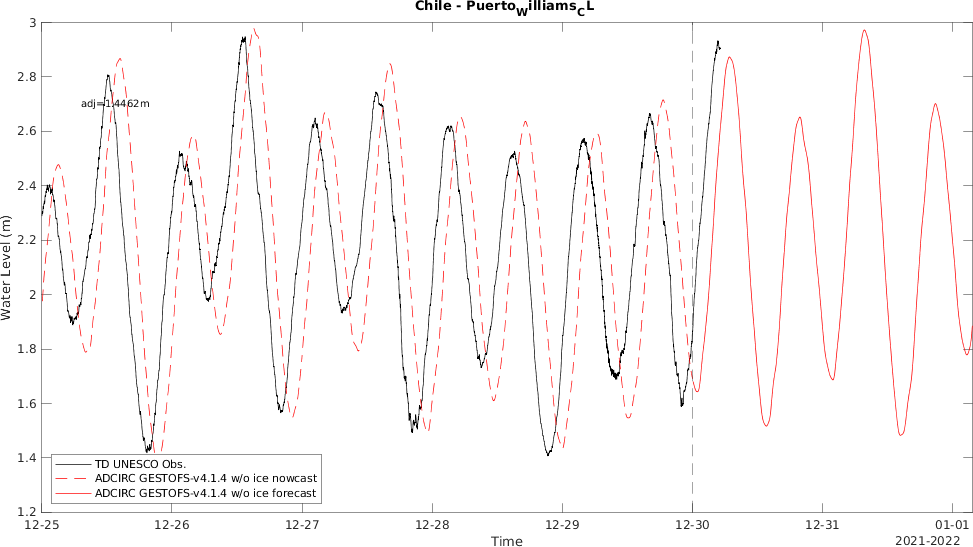 Chile - PuertoWilliamsCL
3
2.8
adj=1.4462m
2.6
2.4
2.2
Water Level (m)
2
1.8
1.6
1.4
1.2
TD UNESCO Obs.
ADCIRC GESTOFS-v4.1.4 w/o ice nowcast
ADCIRC GESTOFS-v4.1.4 w/o ice forecast
12-25 12-26 12-27 12-28 12-29 12-30 12-31 01-01
Time
2021-2022